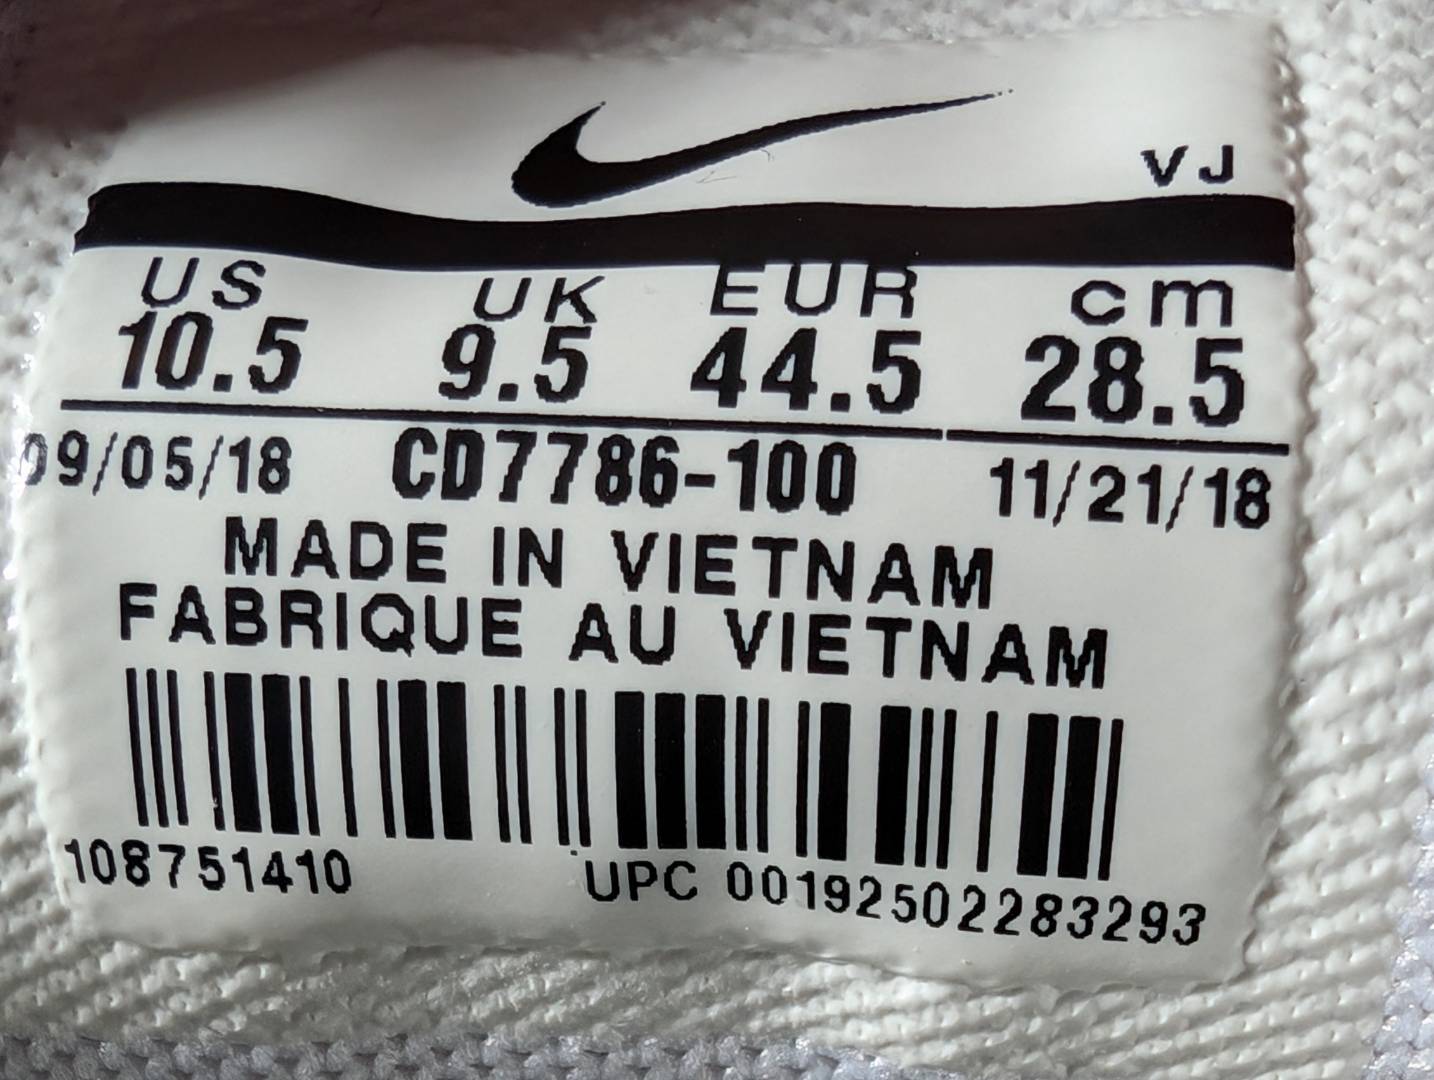 VJ
US UK EUR cm
10.5 9.5 44.5 28.5
09/05/18 CD7786-100 11/21/18
MADE IN VIETNAM
FABRIQUE AU VIETNAM
108751410 UPC 00192502283293